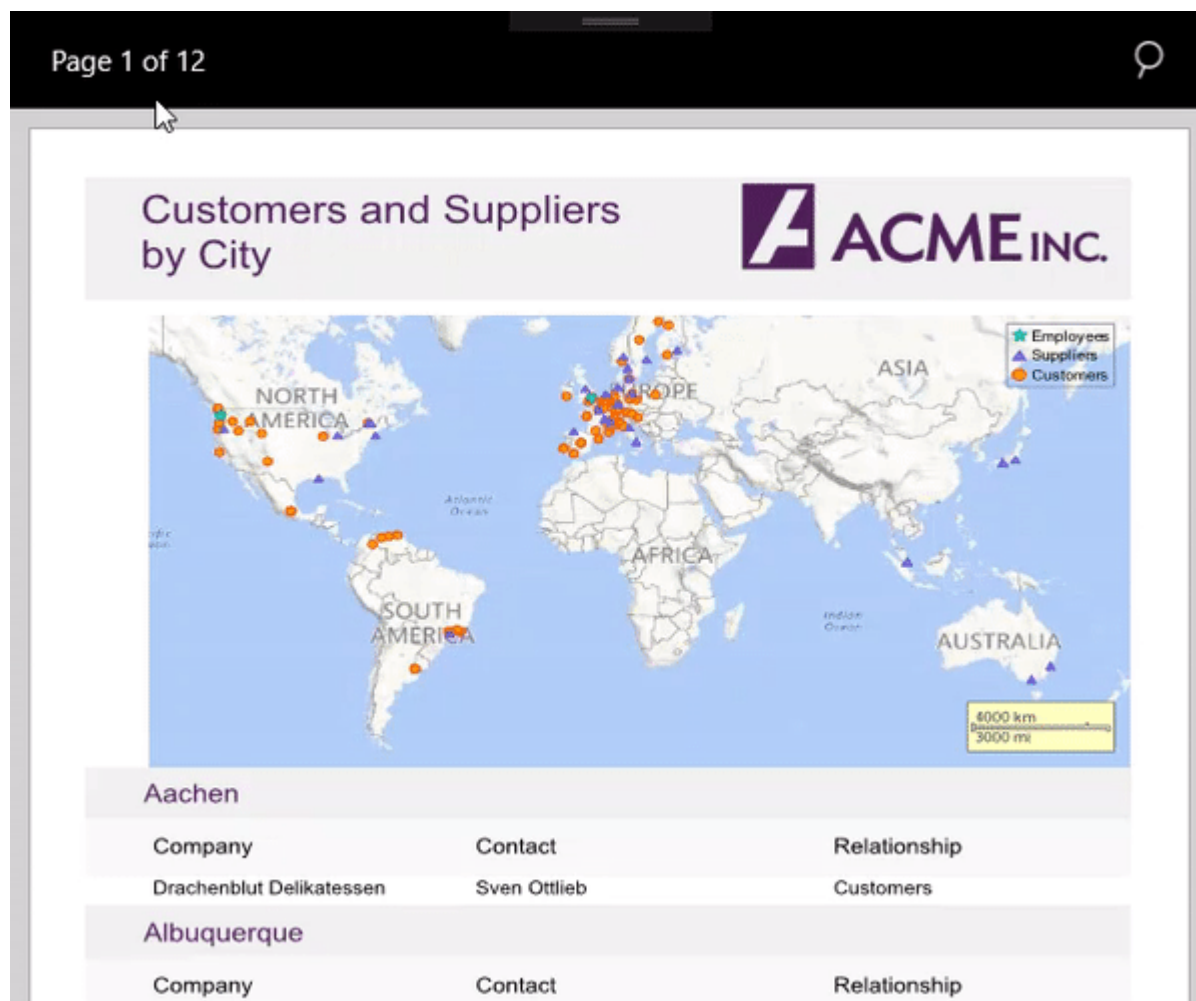 Page 1 of 12
Customers and Suppliers
by City
ACME INC.
Employees
Suppliers
Customers
NORTH
AMERICA
EUROPE
ASIA
Atlantic
Ocean
AFRICA
SOUTH
AMERICA
Indian
Ocean
AUSTRALIA
4000 km
3000 mi
Aachen
Company Contact Relationship
Drachenblut Delikatessen Sven Ottlieb Customers
Albuquerque
Company Contact Relationship